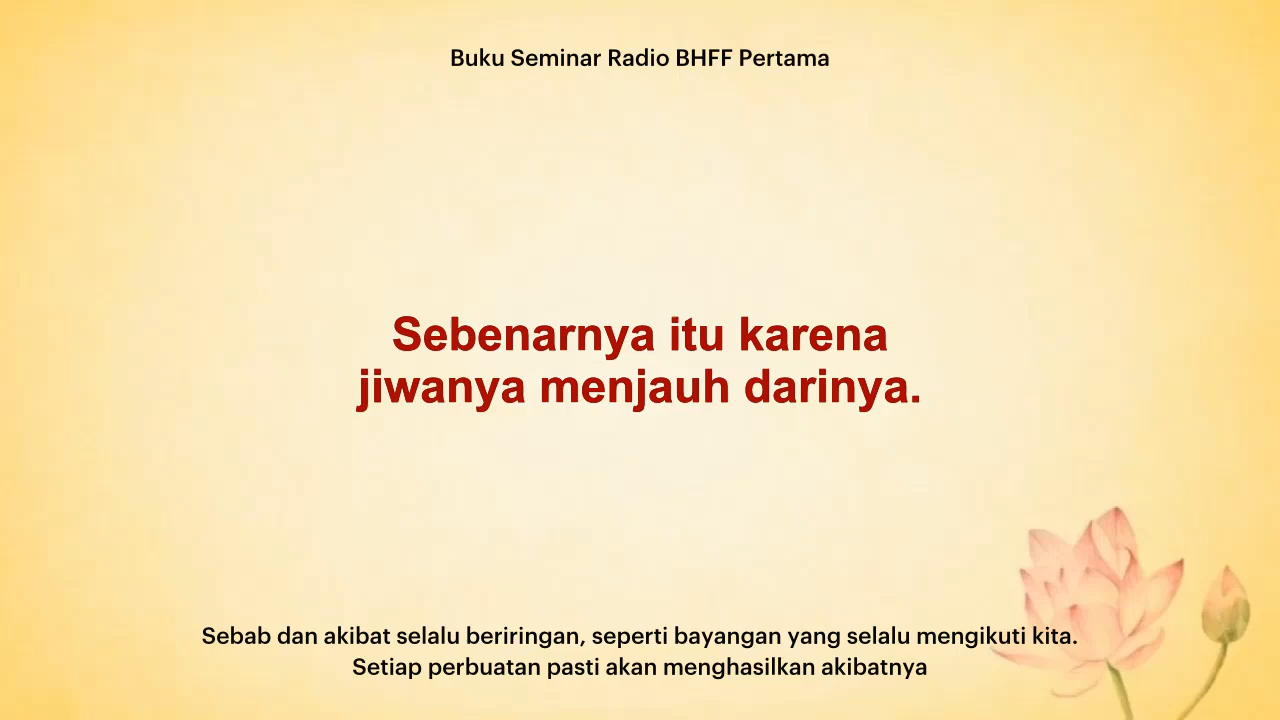 Buku Seminar Radio BHFF Pertama
Sebenarnya itu karena
jiwanya menjauh darinya.
Sebab dan akibat selalu beriringan, seperti bayangan yang selalu mengikuti kita.
Setiap perbuatan pasti akan menghasilkan akibatnya